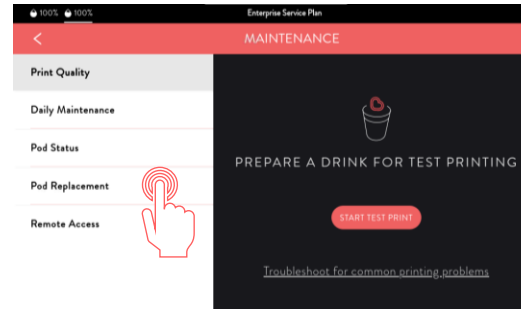 100% 100% Enterprise Service Plan
MAINTENANCE
Print Quality
Daily Maintenance
Pod Status
Pod Replacement
Remote Access
PREPARE A DRINK FOR TEST PRINTING
START TEST PRINT
Troubleshoot for common printing problems